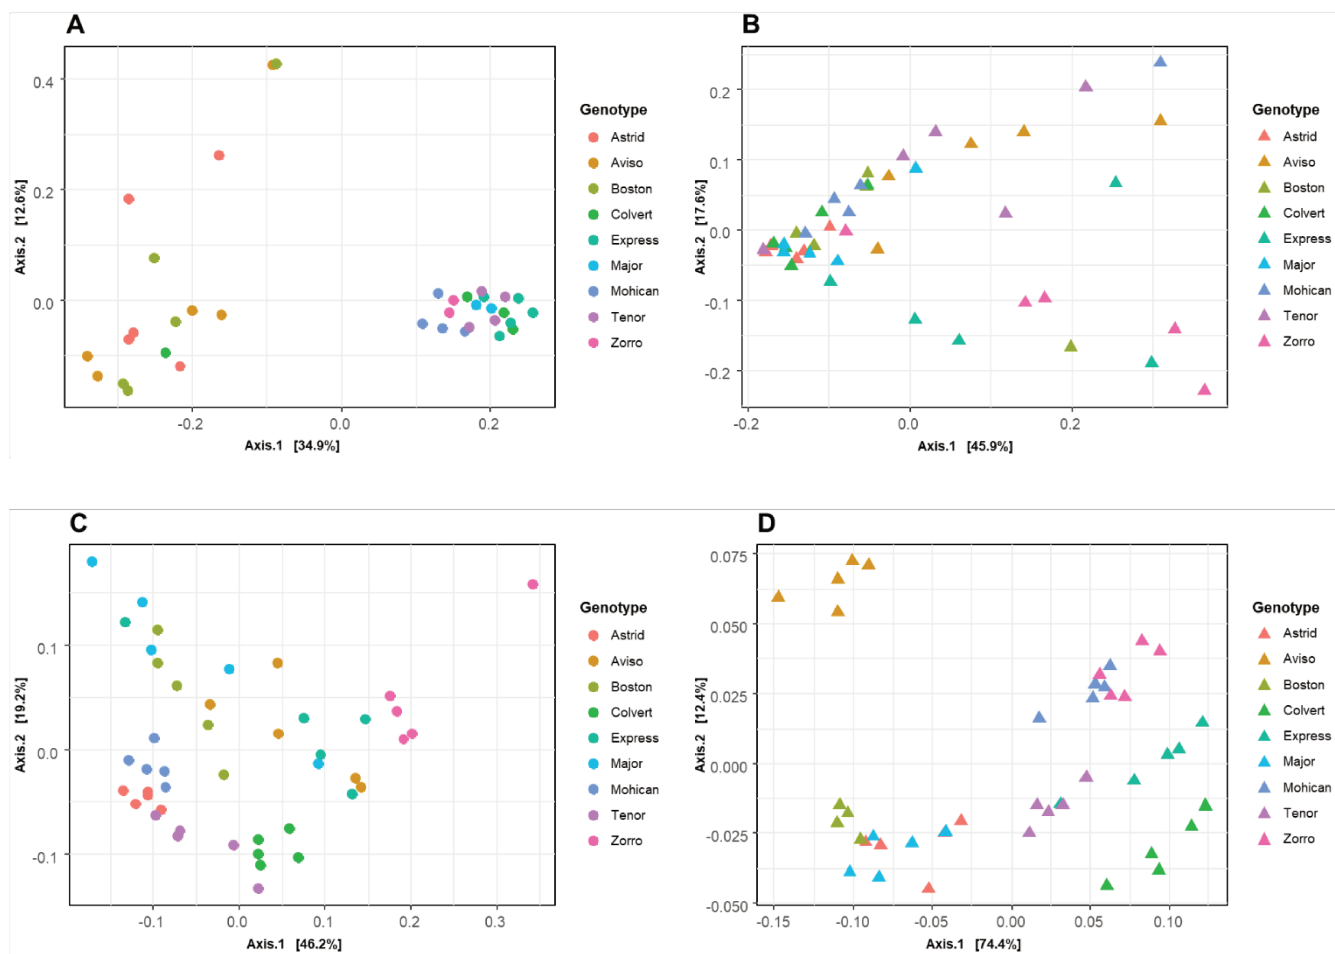 A
0.4
0.2
0.0
Axis.2 [12.6%]
-0.2
0.0
0.2
Axis.1 [34.9%]
Genotype
Astrid
Aviso
Boston
Colvert
Express
Major
Mohican
Tenor
Zorro
B
0.2
0.1
0.0
-0.1
-0.2
Axis.2 [17.6%]
-0.2
0.0
0.2
Axis.1 [45.9%]
Genotype
Astrid
Aviso
Boston
Colvert
Express
Major
Mohican
Tenor
Zorro
C
0.1
0.0
-0.1
Axis.2 [19.2%]
-0.1
0.0
0.1
0.2
0.3
Axis.1 [46.2%]
Genotype
Astrid
Aviso
Boston
Colvert
Express
Major
Mohican
Tenor
Zorro
D
0.075
0.050
0.025
0.000
-0.025
-0.050
Axis.2 [12.4%]
-0.15
-0.10
-0.05
0.00
0.05
0.10
Axis.1 [74.4%]
Genotype
Astrid
Aviso
Boston
Colvert
Express
Major
Mohican
Tenor
Zorro